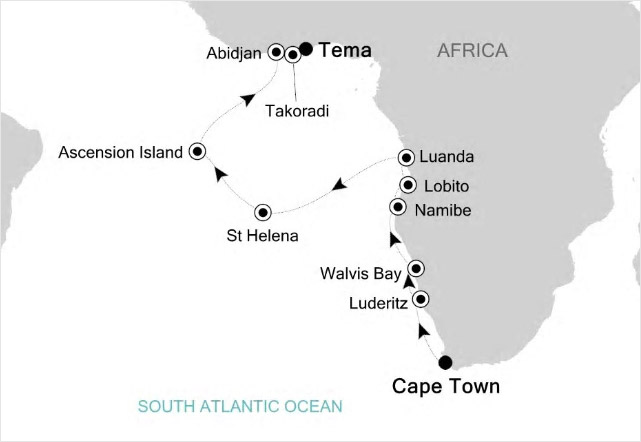 Abidjan
Tema
AFRICA
Takoradi
Ascension Island
Luanda
Lobito
Namibe
St Helena
Walvis Bay
Luderitz
Cape Town
SOUTH ATLANTIC OCEAN